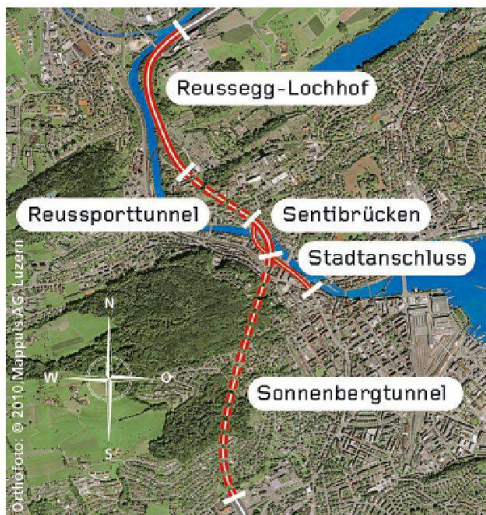 Reussegg-Lochhof
Reussporttunnel
Sentibrücken
Stadtanschluss
N
W
O
S
Sonnenbergtunnel
Orthofoto: © 2010 Mappuls AG, Luzern